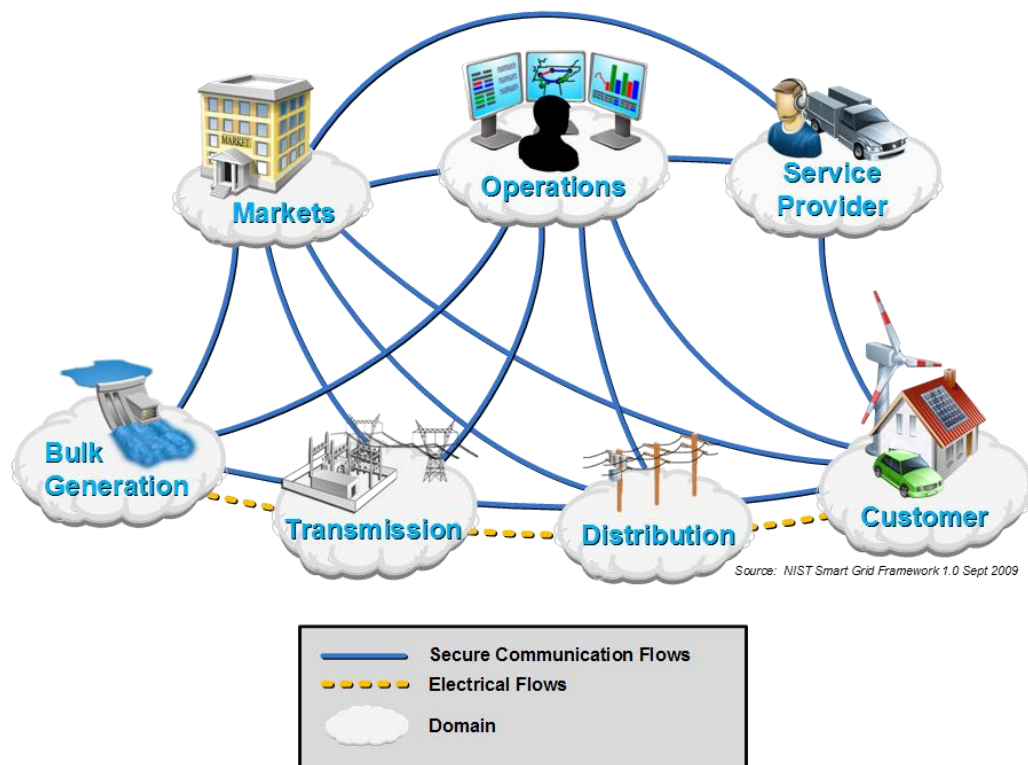 MARKET
Markets
Operations
Service
Provider
Bulk
Generation
Transmission
Distribution
Customer
Source: NIST Smart Grid Framework 1.0 Sept 2009
Secure Communication Flows
Electrical Flows
Domain